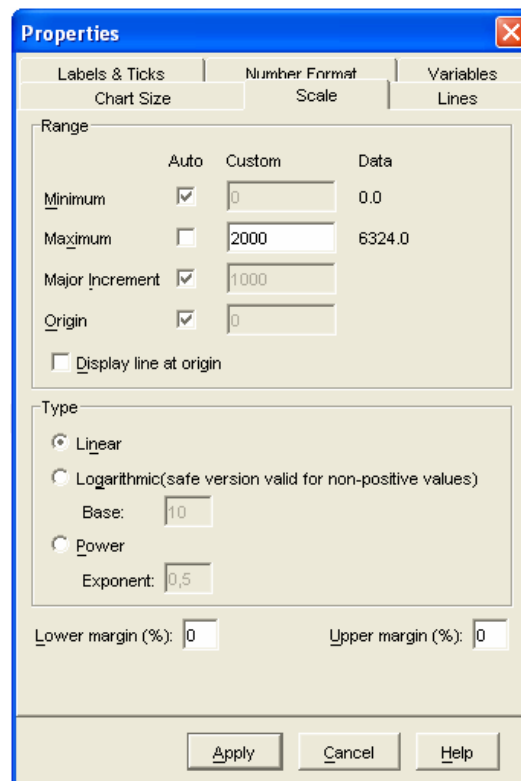 Properties
Labels & Ticks Number Format Variables
Chart Size Scale Lines
Range
Auto Custom Data
Minimum 0 0.0
Maximum 2000 6324.0
Major Increment 1000
Origin 0
Display line at origin
Type
Linear
Logarithmic(safe version valid for non-positive values)
Base: 10
Power
Exponent: 0,5
Lower margin (%): 0 Upper margin (%): 0
Apply Cancel Help